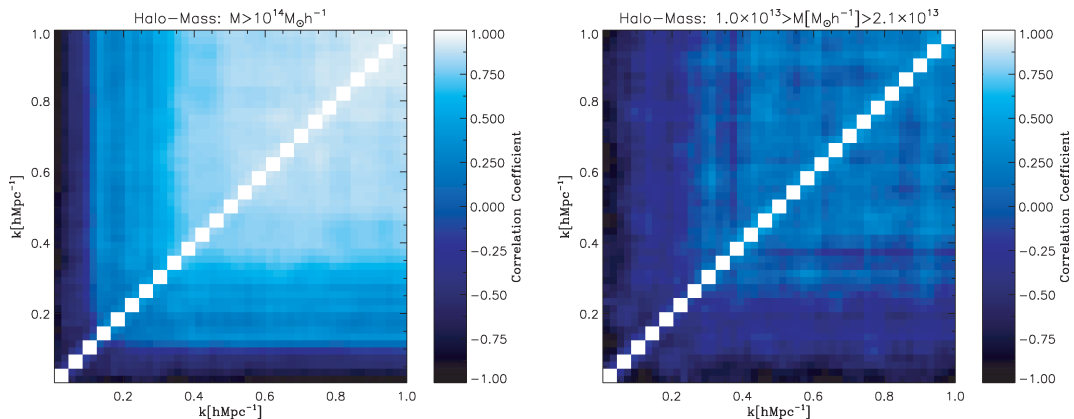 Halo-Mass: M>10¹⁴M⊙h⁻¹
1.0
0.8
0.6
0.4
0.2
k[hMpc⁻¹]
0.2 0.4 0.6 0.8 1.0
k[hMpc⁻¹]
1.000
0.750
0.500
0.250
0.000
−0.25
−0.50
−0.75
−1.00
Correlation Coefficient
Halo-Mass: 1.0×10¹³>M[M⊙h⁻¹]>2.1×10¹³
1.0
0.8
0.6
0.4
0.2
k[hMpc⁻¹]
0.2 0.4 0.6 0.8 1.0
k[hMpc⁻¹]
1.000
0.750
0.500
0.250
0.000
−0.25
−0.50
−0.75
−1.00
Correlation Coefficient